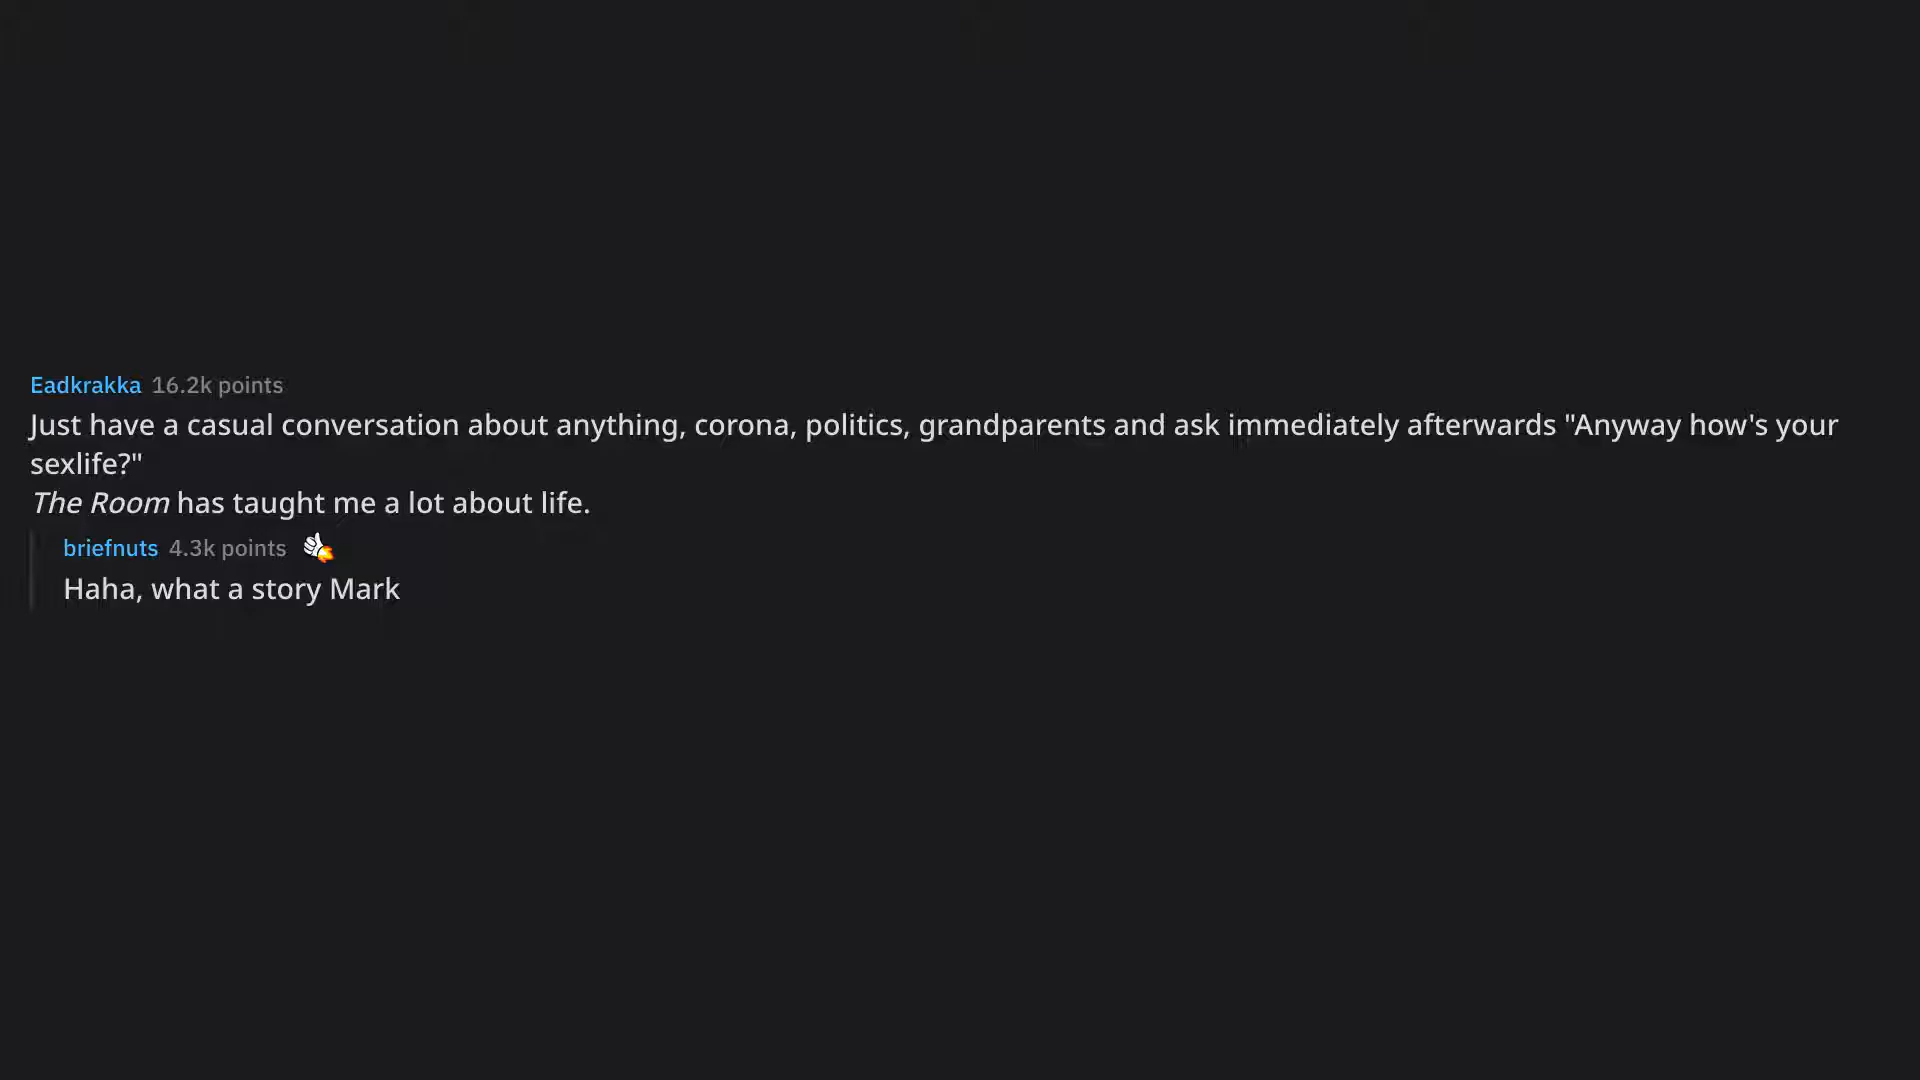 Eadkrakka 16.2k points
Just have a casual conversation about anything, corona, politics, grandparents and ask immediately afterwards "Anyway how's your
sexlife?"
The Room has taught me a lot about life.
briefnuts 4.3k points
Haha, what a story Mark